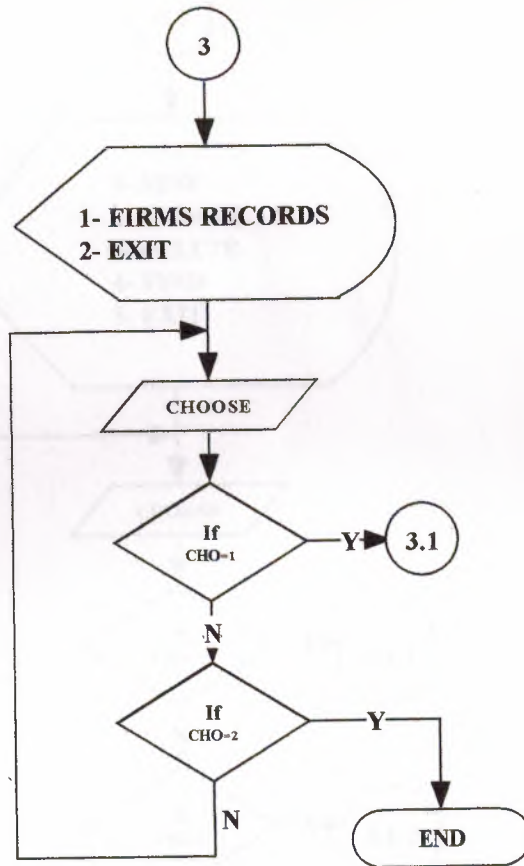 3
1- FIRMS RECORDS
2- EXIT
CHOOSE
If
CHO=1
Y
3.1
N
If
CHO=2
Y
N
END